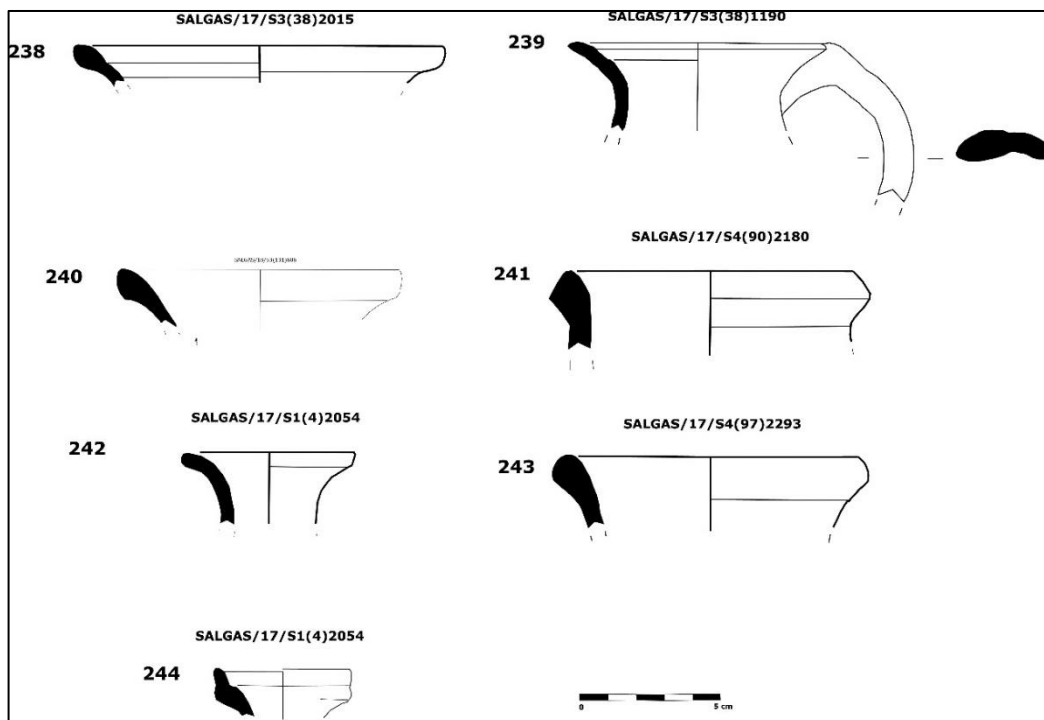 SALGAS/17/S3(38)2015
238
SALGAS/17/S3(38)1190
239
240
SALGAS/17/S4(90)2180
241
SALGAS/17/S1(4)2054
242
SALGAS/17/S4(97)2293
243
SALGAS/17/S1(4)2054
244
0 5 cm